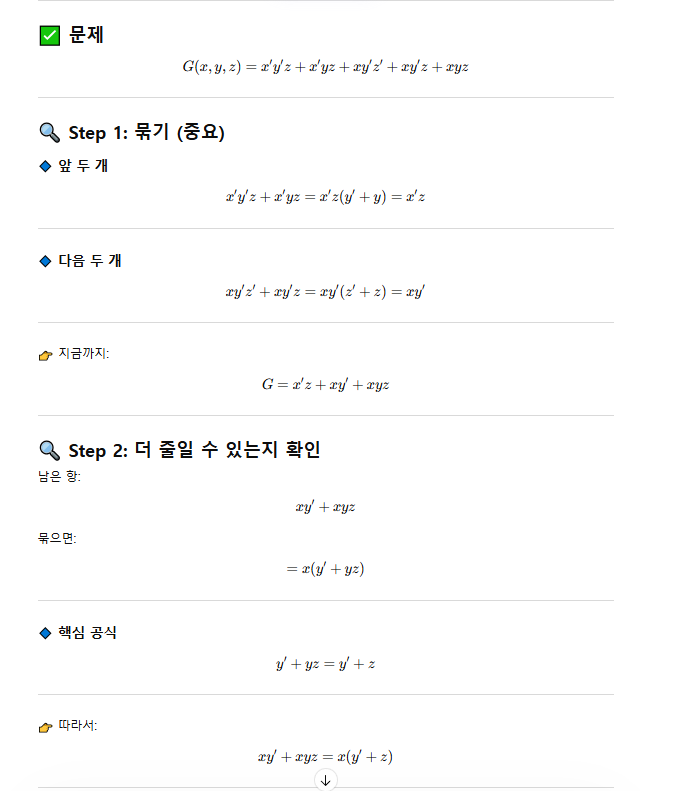 ✅ 문제
G(x, y, z) = x′y′z + x′yz + xy′z′ + xy′z + xyz
🔍 Step 1: 묶기 (중요)
🔹 앞 두 개
x′y′z + x′yz = x′z(y′ + y) = x′z
🔹 다음 두 개
xy′z′ + xy′z = xy′(z′ + z) = xy′
👉 지금까지:
G = x′z + xy′ + xyz
🔍 Step 2: 더 줄일 수 있는지 확인
남은 항:
xy′ + xyz
묶으면:
= x(y′ + yz)
🔹 핵심 공식
y′ + yz = y′ + z
👉 따라서:
xy′ + xyz = x(y′ + z)